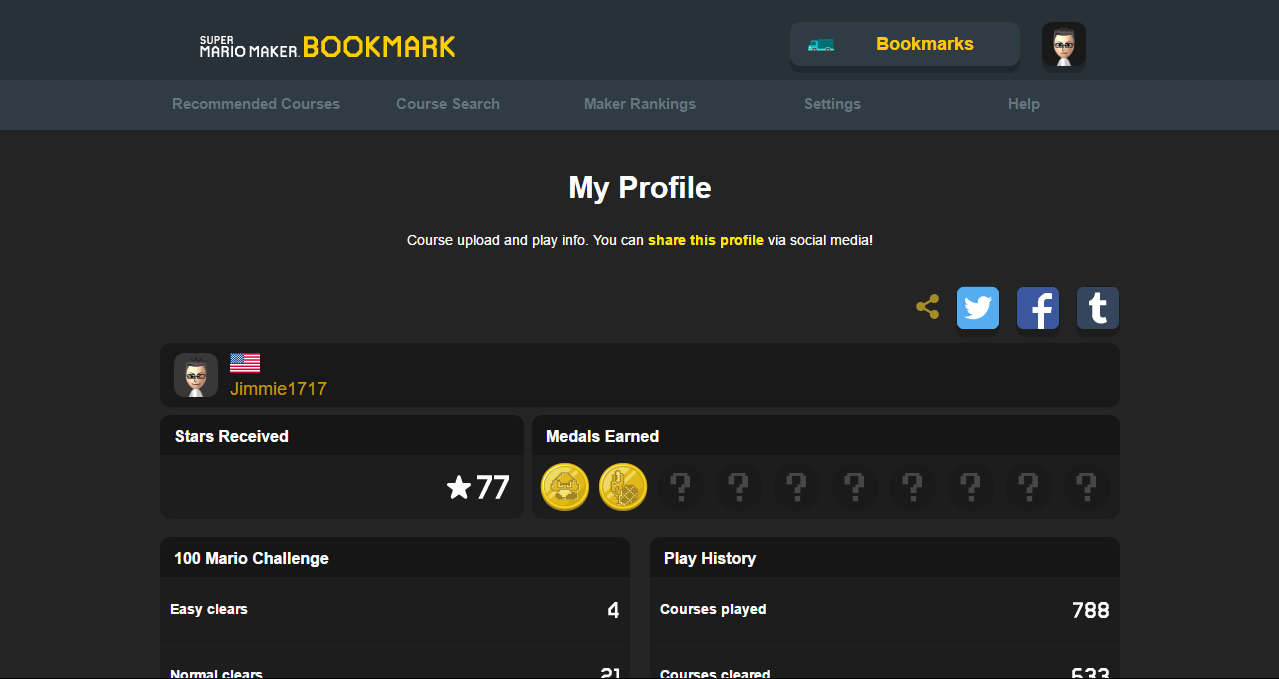 SUPER
MARIO MAKER BOOKMARK
Bookmarks
Recommended Courses Course Search Maker Rankings Settings Help
My Profile
Course upload and play info. You can share this profile via social media!
Jimmie1717
Stars Received
Medals Earned
★77
? ? ? ? ? ? ? ?
100 Mario Challenge
Play History
Easy clears 4
Courses played 788
Normal clears 21
Courses cleared 633